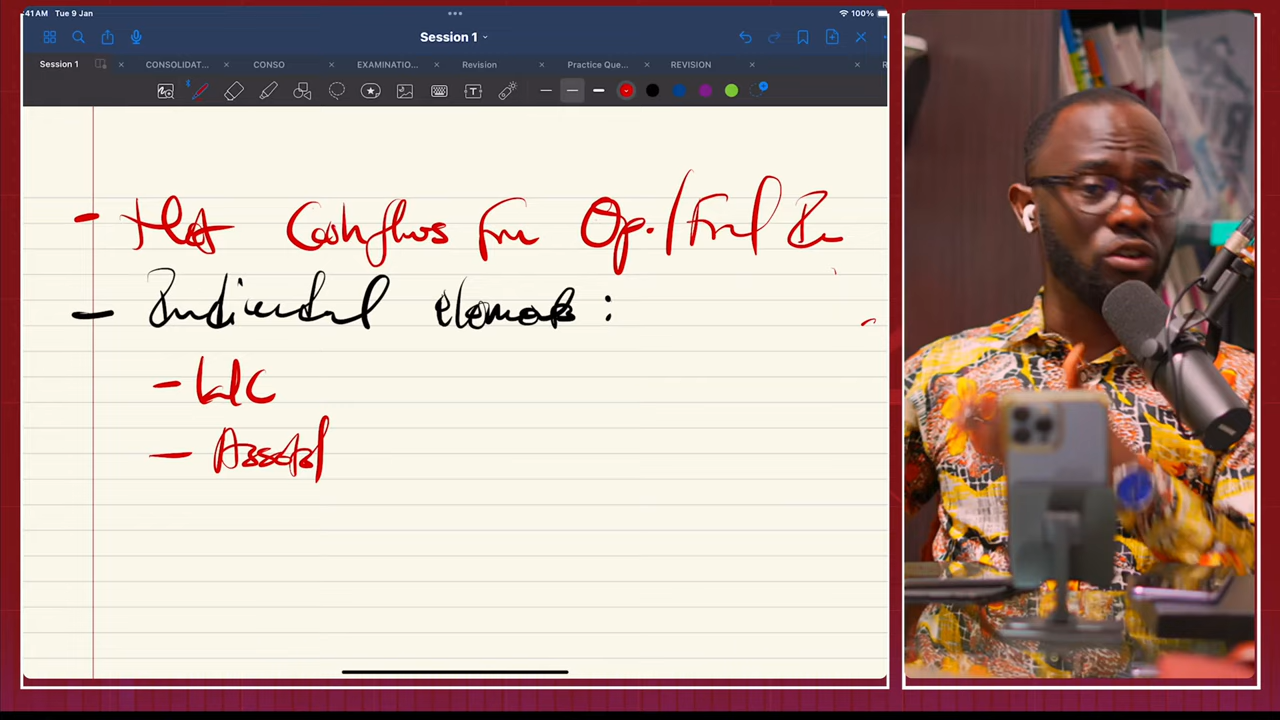 :41AM Tue 9 Jan
100%
Session 1
Session 1 CONSOLIDAT... CONSO EXAMINATIO... Revision Practice Que... REVISION
- Net Cashflows from Op./Fin/
- Individual elements :
- W/C
- Assets